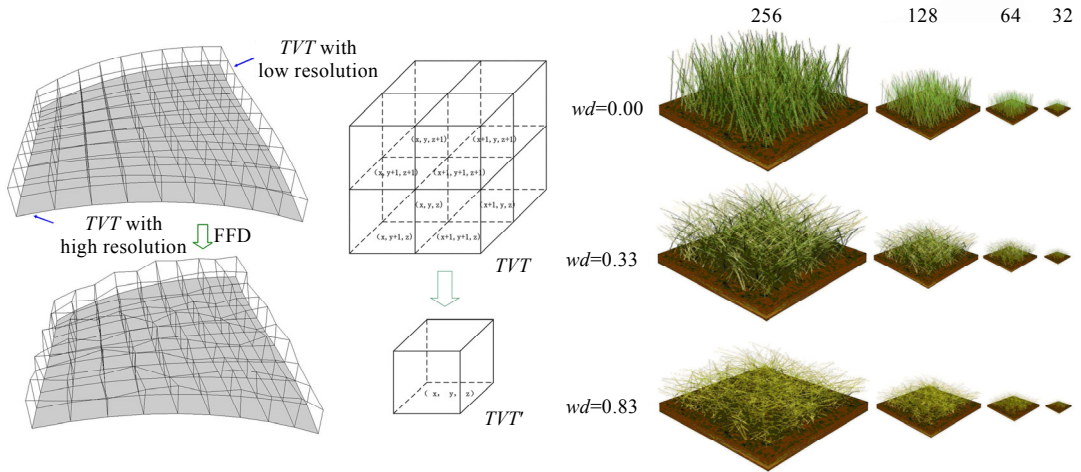 TVT with
low resolution
TVT with
high resolution
FFD
(x, y, z+1)
(x+1, y, z+1)
(x, y+1, z+1)
(x+1, y+1, z+1)
(x, y, z)
(x+1, y, z)
(x, y+1, z)
(x+1, y+1, z)
TVT
( x, y, z)
TVT'
256 128 64 32
wd=0.00
wd=0.33
wd=0.83